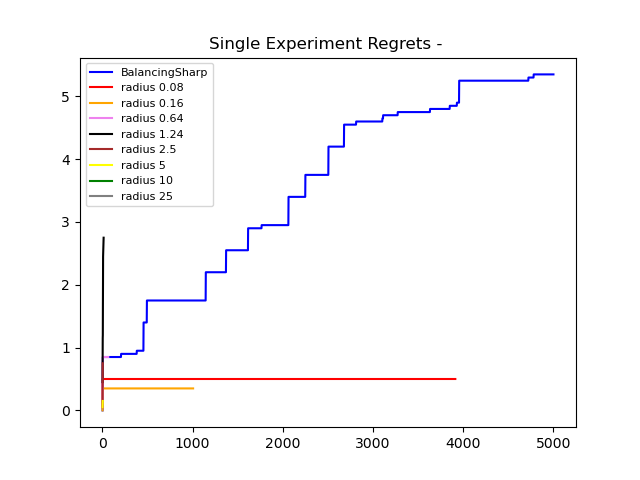 Single Experiment Regrets -
BalancingSharp
radius 0.08
radius 0.16
radius 0.64
radius 1.24
radius 2.5
radius 5
radius 10
radius 25
5
4
3
2
1
0
0 1000 2000 3000 4000 5000